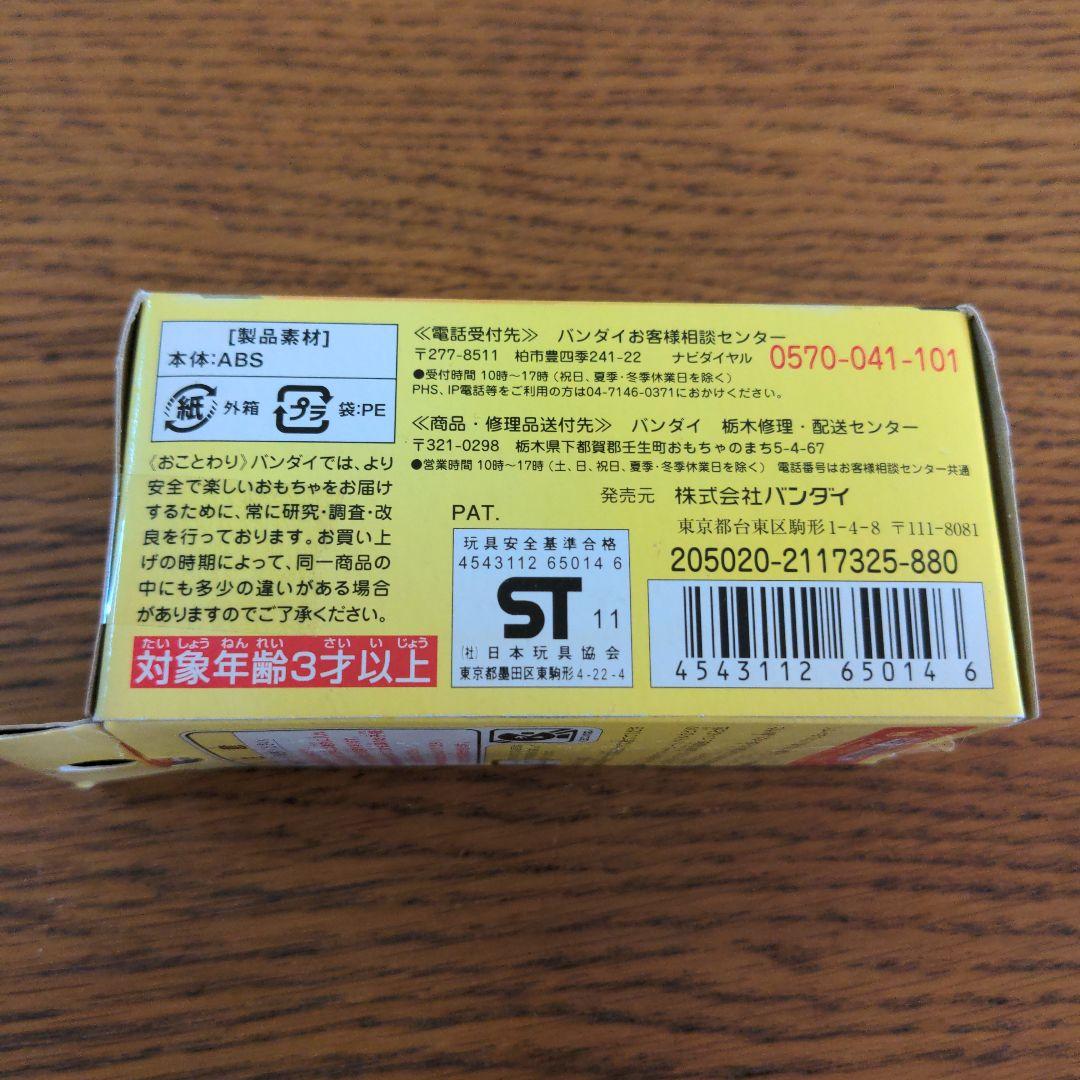 [製品素材]
本体:ABS
紙 外箱 プラ 袋:PE
《おことわり》バンダイでは、より
安全で楽しいおもちゃをお届け
するために、常に研究・調査・改
良を行っております。お買い上
げの時期によって、同一商品の
中にも多少の違いがある場合
がありますのでご了承ください。
たいしょうねんれい さいいじょう
対象年齢3才以上
≪電話受付先≫ バンダイお客様相談センター
〒277-8511 柏市豊四季241-22 ナビダイヤル 0570-041-101
●受付時間 10時〜17時(祝日、夏季・冬季休業日を除く)
PHS、IP電話等をご利用の方は04-7146-0371におかけください。
≪商品・修理品送付先≫ バンダイ 栃木修理・配送センター
〒321-0298 栃木県下都賀郡壬生町おもちゃのまち5-4-67
●営業時間 10時〜17時(土、日、祝日、夏季・冬季休業日を除く) 電話番号はお客様相談センター共通
発売元 株式会社バンダイ
東京都台東区駒形1-4-8 〒111-8081
PAT.
玩具安全基準合格
4543112 65014 6
ST 11
(社)日本玩具協会
東京都墨田区東駒形4-22-4
205020-2117325-880
4543112 65014 6